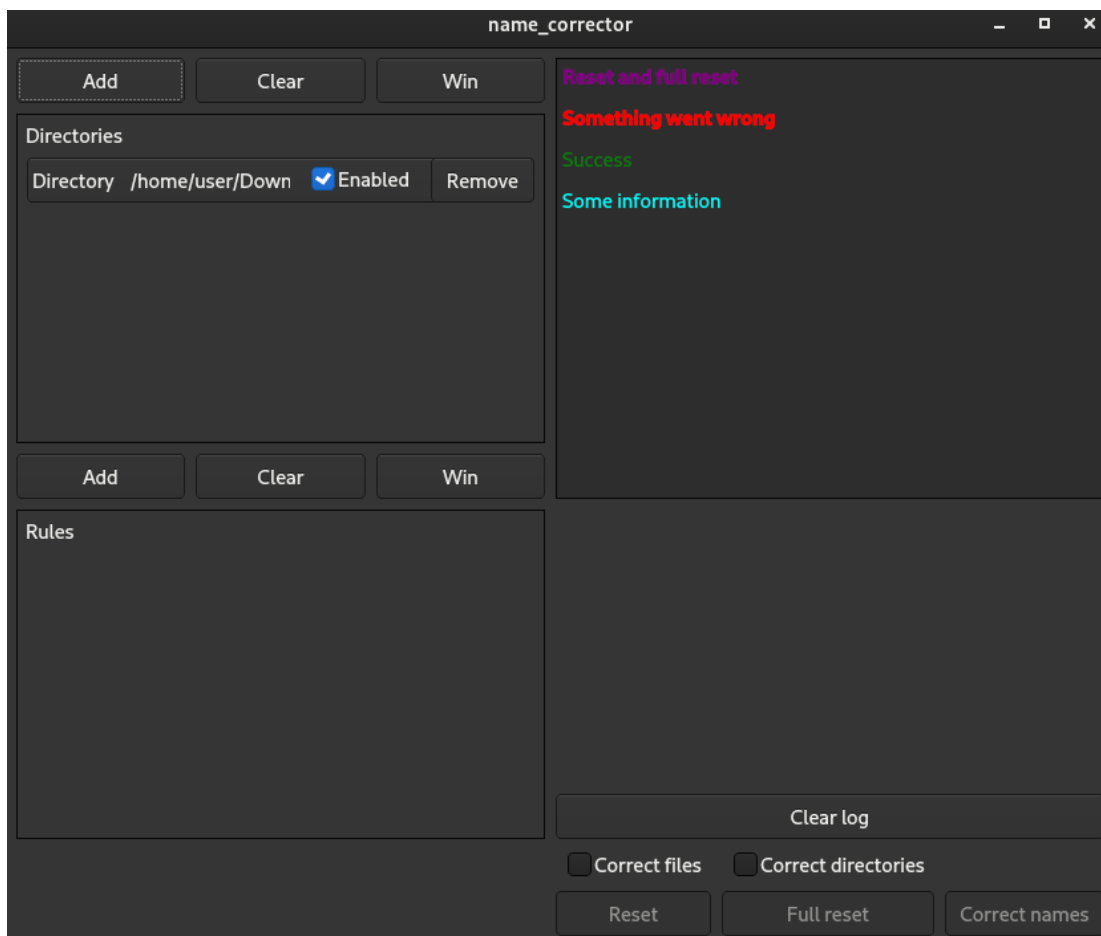 name_corrector
Add Clear Win
Directories
Directory /home/user/Down Enabled Remove
Add Clear Win
Rules
Reset and full reset
Something went wrong
Success
Some information
Clear log
Correct files Correct directories
Reset Full reset Correct names